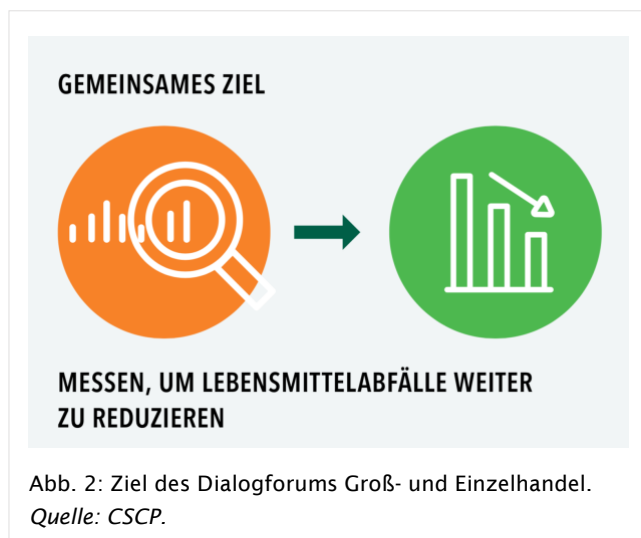 GEMEINSAMES ZIEL
MESSEN, UM LEBENSMITTELABFÄLLE WEITER
ZU REDUZIEREN
Abb. 2: Ziel des Dialogforums Groß- und Einzelhandel.
Quelle: CSCP.